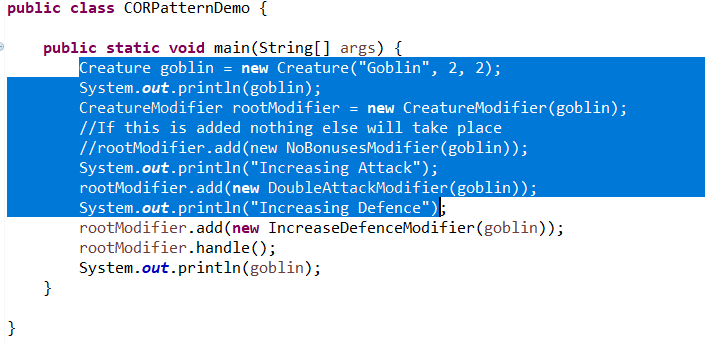 public class CORPatternDemo {
public static void main(String[] args) {
Creature goblin = new Creature("Goblin", 2, 2);
System.out.println(goblin);
CreatureModifier rootModifier = new CreatureModifier(goblin);
//If this is added nothing else will take place
//rootModifier.add(new NoBonusesModifier(goblin));
System.out.println("Increasing Attack");
rootModifier.add(new DoubleAttackModifier(goblin));
System.out.println("Increasing Defence");
rootModifier.add(new IncreaseDefenceModifier(goblin));
rootModifier.handle();
System.out.println(goblin);
}
}